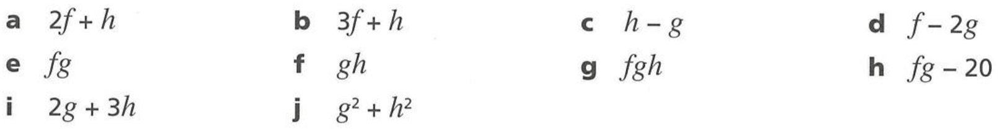 a 2f + h b 3f + h c h – g d f – 2g
e fg f gh g fgh h fg – 20
i 2g + 3h j g² + h²